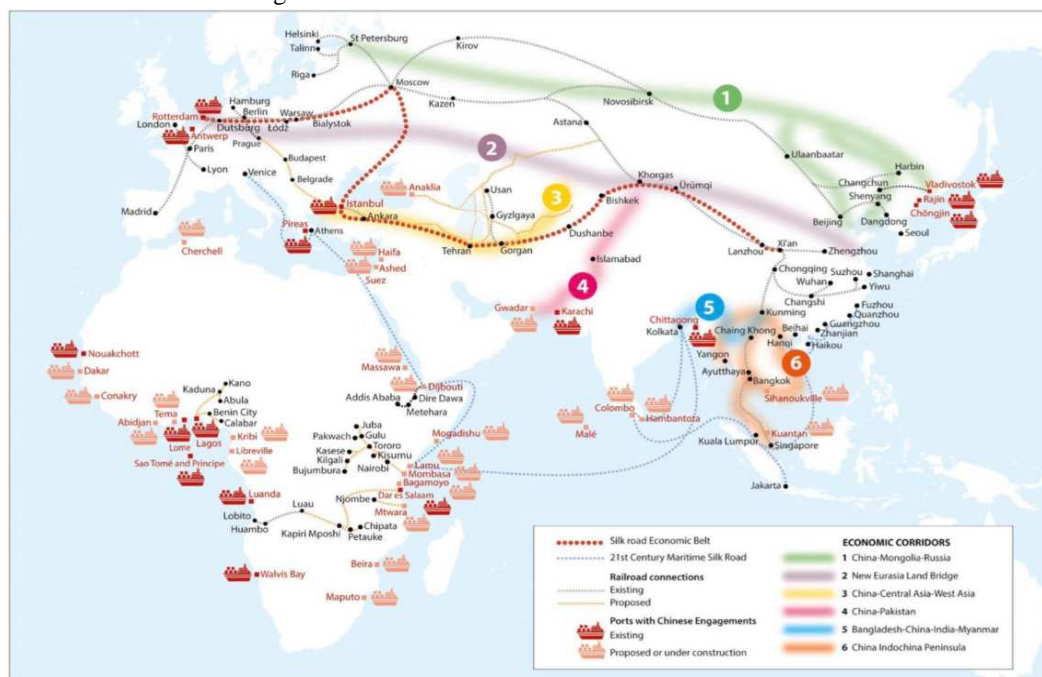 Helsinki
Talinn
St Petersburg
Riga
Kirov
Moscow
Kazen
Novosibirsk
1
Astana
Hamburg
Berlin
Rotterdam
London
Dutsburg
Warsaw
Łódź
Bialystok
Antwerp
Prague
Paris
2
Ulaanbaatar
Harbin
Lyon
Venice
Budapest
Belgrade
Madrid
Usan
Khorgas
Ürümqi
Changchun
Shenyang
Vladivostok
Rajin
Chôngjin
Anaklia
Istanbul
Ankara
Gyzlgaya
3
Bishkek
Beijing
Dangdong
Seoul
Pireas
Athens
Cherchell
Haifa
Ashed
Suez
Tehran
Gorgan
Dushanbe
Lanzhou
Xi'an
Zhengzhou
Islamabad
Chongqing
Wuhan
Suzhou
Shanghai
Yiwu
Changshi
4
Gwadar
Karachi
5
Kunming
Fuzhou
Quanzhou
Guangzhou
Zhanjian
Haikou
Chittagong
Kolkata
Chaing Khong
Beihai
Hanqi
6
Yangon
Ayutthaya
Bangkok
Sihanoukville
Nouakchott
Dakar
Conakry
Massawa
Djibouti
Addis Ababa
Dire Dawa
Metehara
Colombo
Hambantota
Malé
Kuantan
Kuala Lumpur
Singapore
Jakarta
Kano
Kaduna
Abula
Tema
Benin City
Abidjan
Calabar
Lome
Lagos
Kribi
Libreville
Sao Tomé and Principe
Juba
Pakwach
Gulu
Tororo
Kasese
Kisumu
Kilgali
Bujumbura
Nairobi
Mogadishu
Lamu
Mombasa
Bagamoyo
Dar es Salaam
Luanda
Luau
Njombe
Mtwara
Lobito
Huambo
Kapiri Mposhi
Chipata
Petauke
Beira
Walvis Bay
Maputo
Silk road Economic Belt
21st Century Maritime Silk Road
Railroad connections
Existing
Proposed
Ports with Chinese Engagements
Existing
Proposed or under construction
ECONOMIC CORRIDORS
1 China-Mongolia-Russia
2 New Eurasia Land Bridge
3 China-Central Asia-West Asia
4 China-Pakistan
5 Bangladesh-China-India-Myanmar
6 China Indochina Peninsula